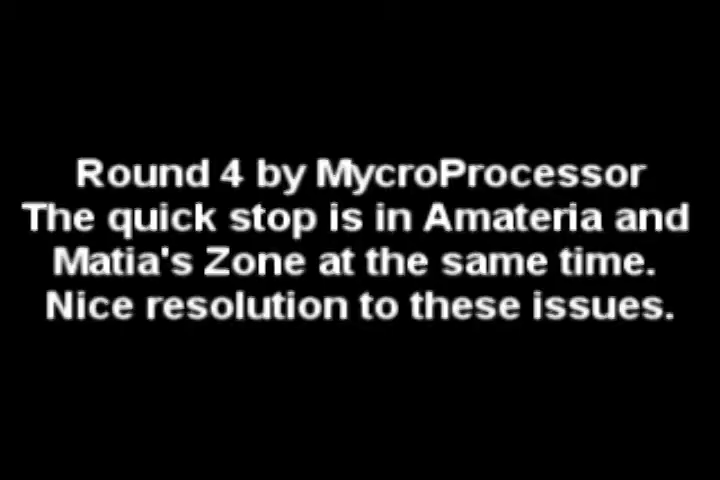 Round 4 by MycroProcessor
The quick stop is in Amateria and
Matia's Zone at the same time.
Nice resolution to these issues.